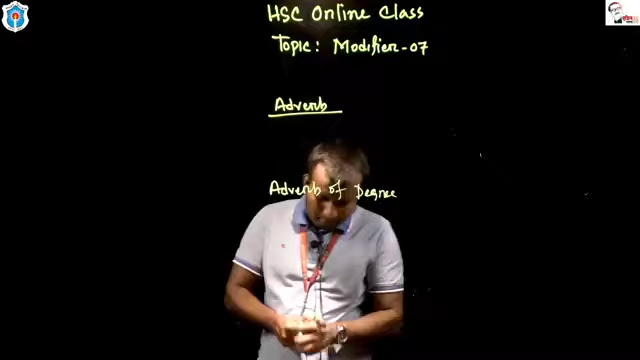 HSC Online Class
Topic: Modifier-07
Adverb
Adverb of Degree